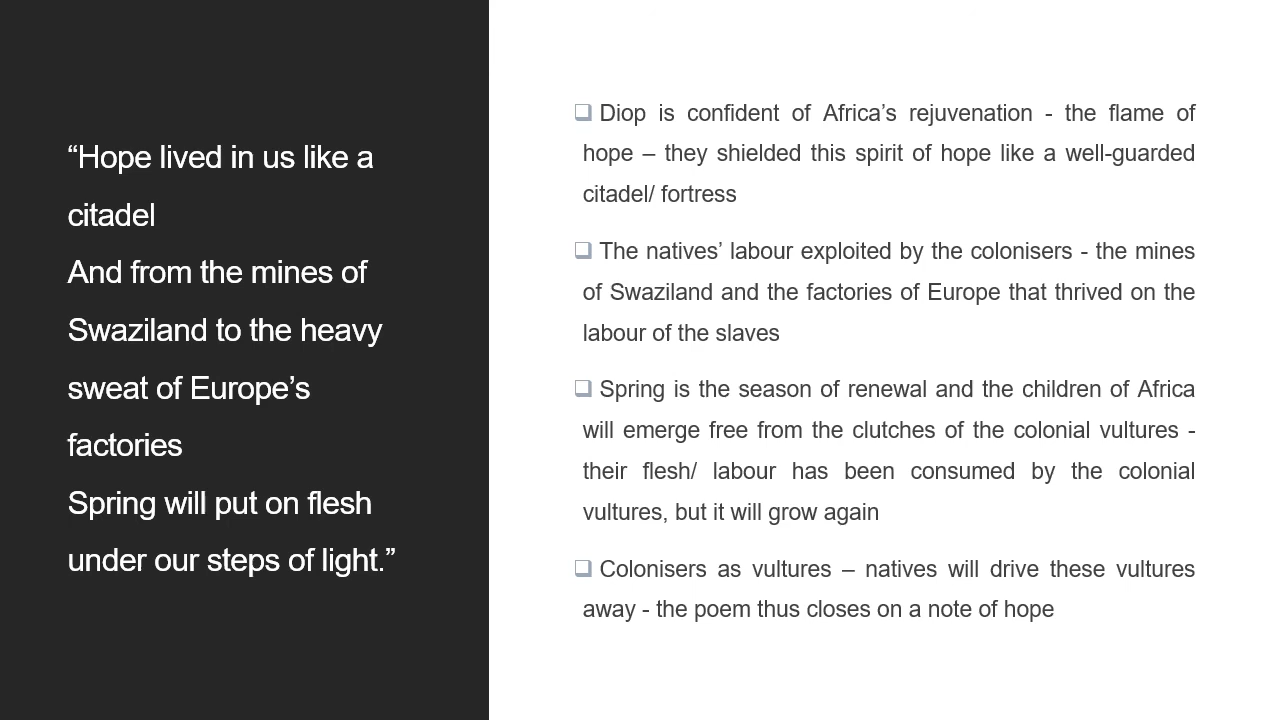 “Hope lived in us like a
citadel
And from the mines of
Swaziland to the heavy
sweat of Europe’s
factories
Spring will put on flesh
under our steps of light.”
❑ Diop is confident of Africa’s rejuvenation - the flame of
hope – they shielded this spirit of hope like a well-guarded
citadel/ fortress
❑ The natives’ labour exploited by the colonisers - the mines
of Swaziland and the factories of Europe that thrived on the
labour of the slaves
❑ Spring is the season of renewal and the children of Africa
will emerge free from the clutches of the colonial vultures -
their flesh/ labour has been consumed by the colonial
vultures, but it will grow again
❑ Colonisers as vultures – natives will drive these vultures
away - the poem thus closes on a note of hope